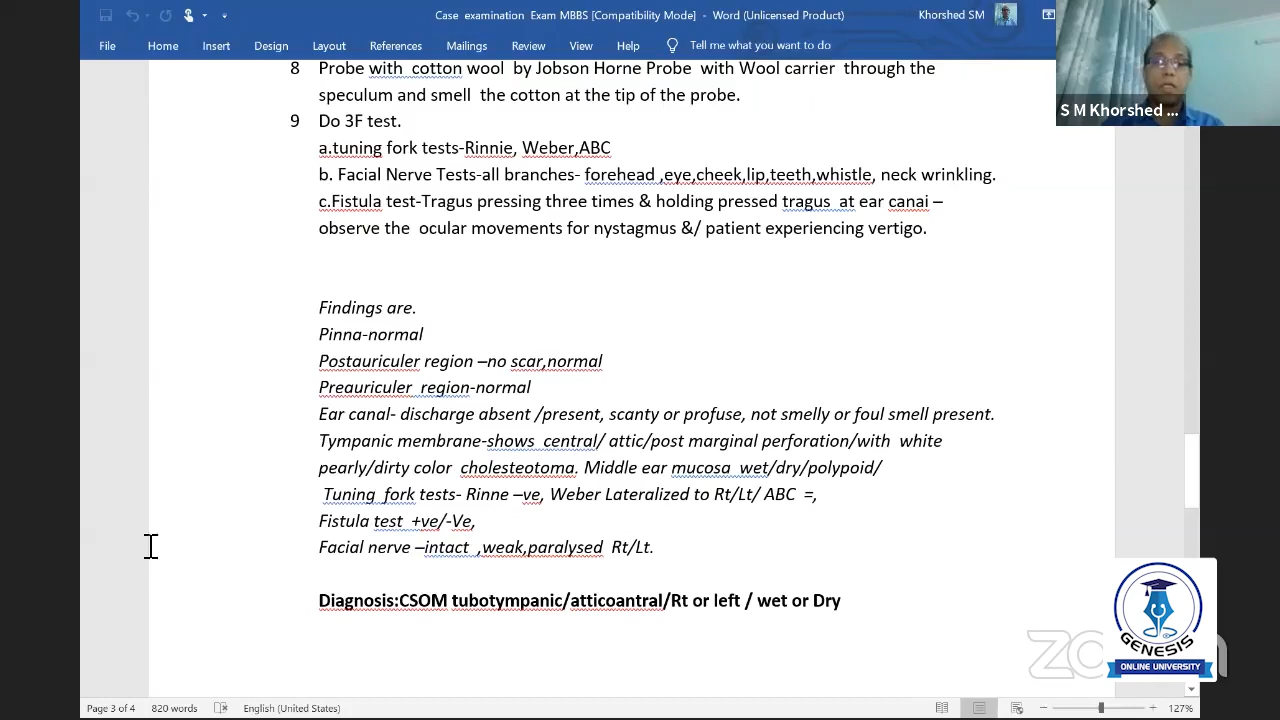 Case examination Exam MBBS [Compatibility Mode] - Word (Unlicensed Product)
Khorshed SM
File Home Insert Design Layout References Mailings Review View Help Tell me what you want to do
S M Khorshed ...
8 Probe with cotton wool by Jobson Horne Probe with Wool carrier through the
speculum and smell the cotton at the tip of the probe.
9 Do 3F test.
a.tuning fork tests-Rinnie, Weber,ABC
b. Facial Nerve Tests-all branches- forehead ,eye,cheek,lip,teeth,whistle, neck wrinkling.
c.Fistula test-Tragus pressing three times & holding pressed tragus at ear canai –
observe the ocular movements for nystagmus &/ patient experiencing vertigo.
Findings are.
Pinna-normal
Postauriculer region –no scar,normal
Preauriculer region-normal
Ear canal- discharge absent /present, scanty or profuse, not smelly or foul smell present.
Tympanic membrane-shows central/ attic/post marginal perforation/with white
pearly/dirty color cholesteotoma. Middle ear mucosa wet/dry/polypoid/
Tuning fork tests- Rinne –ve, Weber Lateralized to Rt/Lt/ ABC =,
Fistula test +ve/-Ve,
Facial nerve –intact ,weak,paralysed Rt/Lt.
Diagnosis:CSOM tubotympanic/atticoantral/Rt or left / wet or Dry
zoom
GENESIS
ONLINE UNIVERSITY
Page 3 of 4 820 words English (United States) 127%